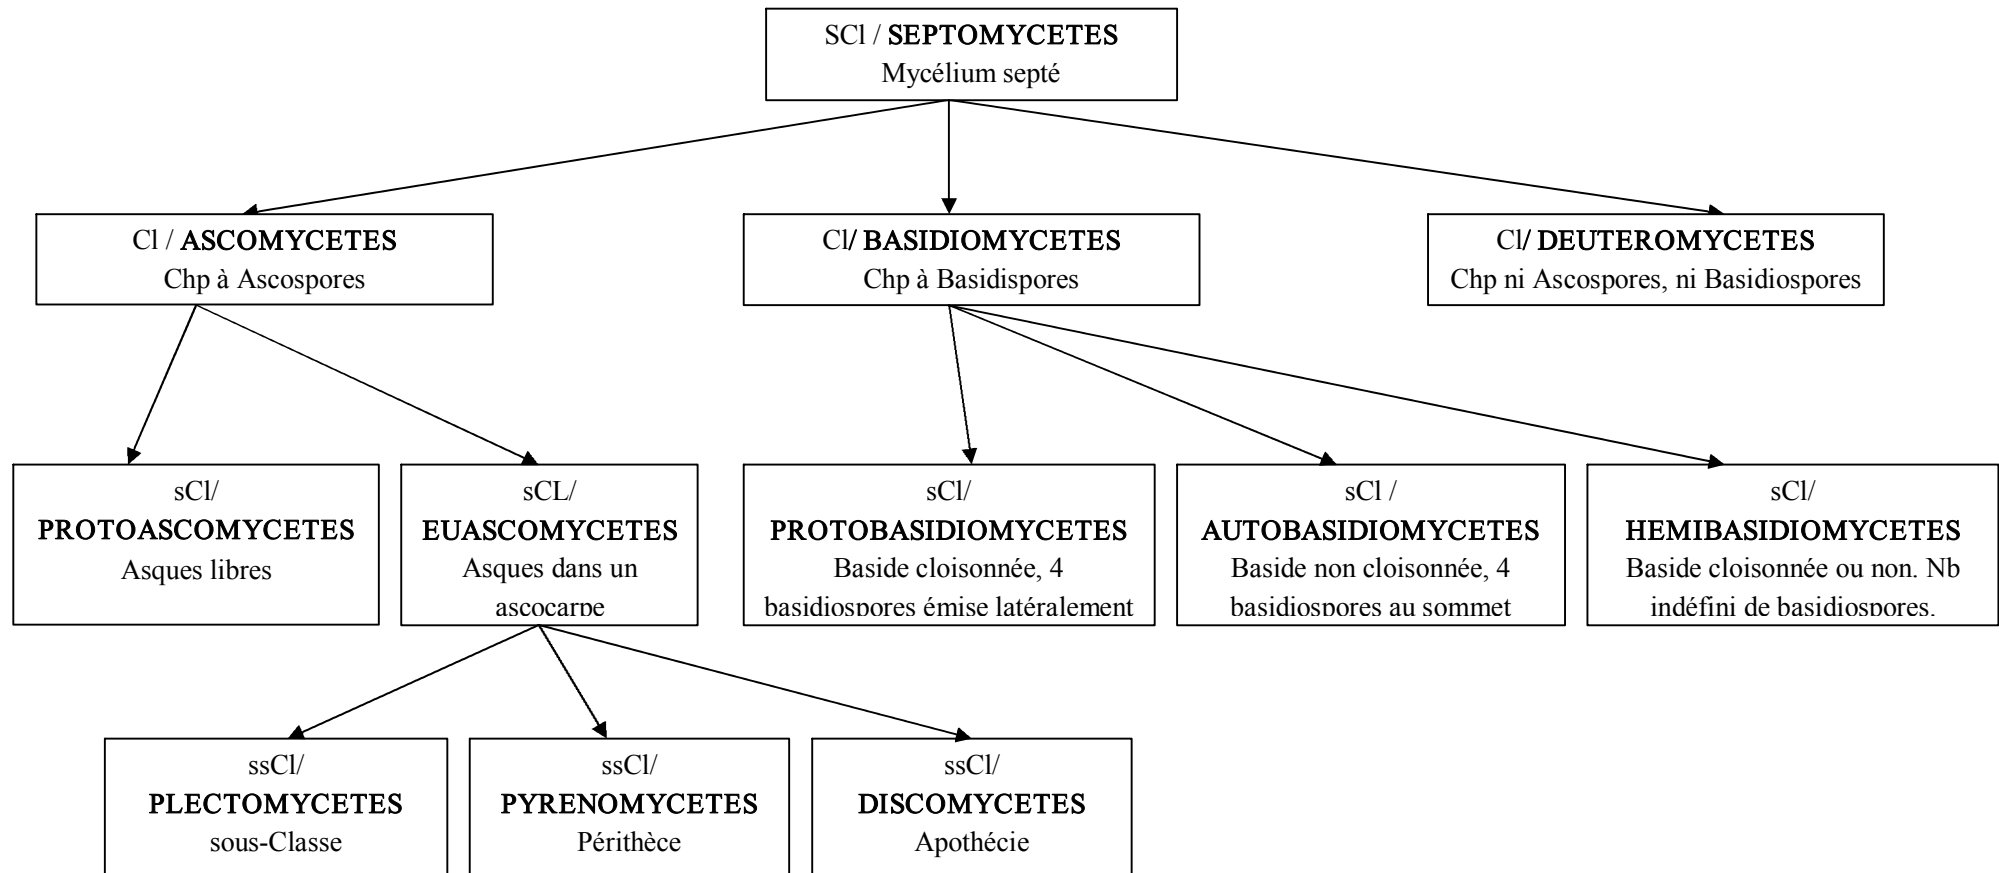 SCl / SEPTOMYCETES
Mycélium septé
Cl / ASCOMYCETES
Chp à Ascospores
Cl/ BASIDIOMYCETES
Chp à Basidispores
Cl/ DEUTEROMYCETES
Chp ni Ascospores, ni Basidiospores
sCl/
PROTOASCOMYCETES
Asques libres
sCL/
EUASCOMYCETES
Asques dans un
ascocarpe
sCl/
PROTOBASIDIOMYCETES
Baside cloisonnée, 4
basidiospores émise latéralement
sCl /
AUTOBASIDIOMYCETES
Baside non cloisonnée, 4
basidiospores au sommet
sCl/
HEMIBASIDIOMYCETES
Baside cloisonnée ou non. Nb
indéfini de basidiospores.
ssCl/
PLECTOMYCETES
sous-Classe
ssCl/
PYRENOMYCETES
Périthèce
ssCl/
DISCOMYCETES
Apothécie